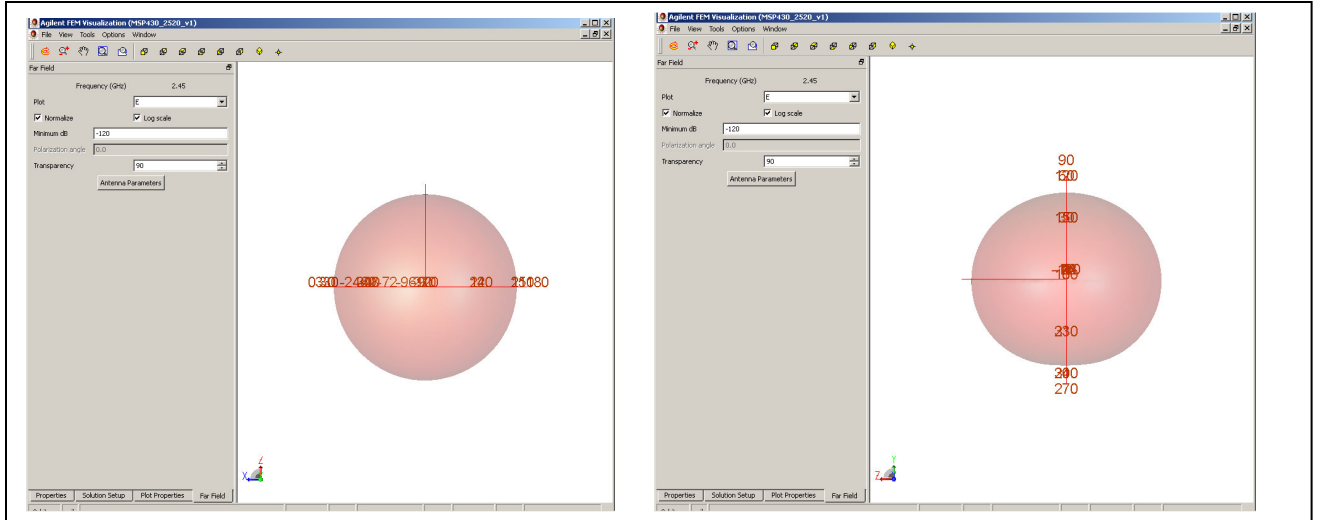 Agilent FEM Visualization (MSP430_2520_v1)
File View Tools Options Window
Far Field
Frequency (GHz) 2.45
Plot E
Normalize Log scale
Minimum dB -120
Polarization angle 0.0
Transparency 90
Antenna Parameters
Z
X
Properties Solution Setup Plot Properties Far Field
Agilent FEM Visualization (MSP430_2520_v1)
File View Tools Options Window
Far Field
Frequency (GHz) 2.45
Plot E
Normalize Log scale
Minimum dB -120
Polarization angle 0.0
Transparency 90
Antenna Parameters
90
270
Y
Z
Properties Solution Setup Plot Properties Far Field